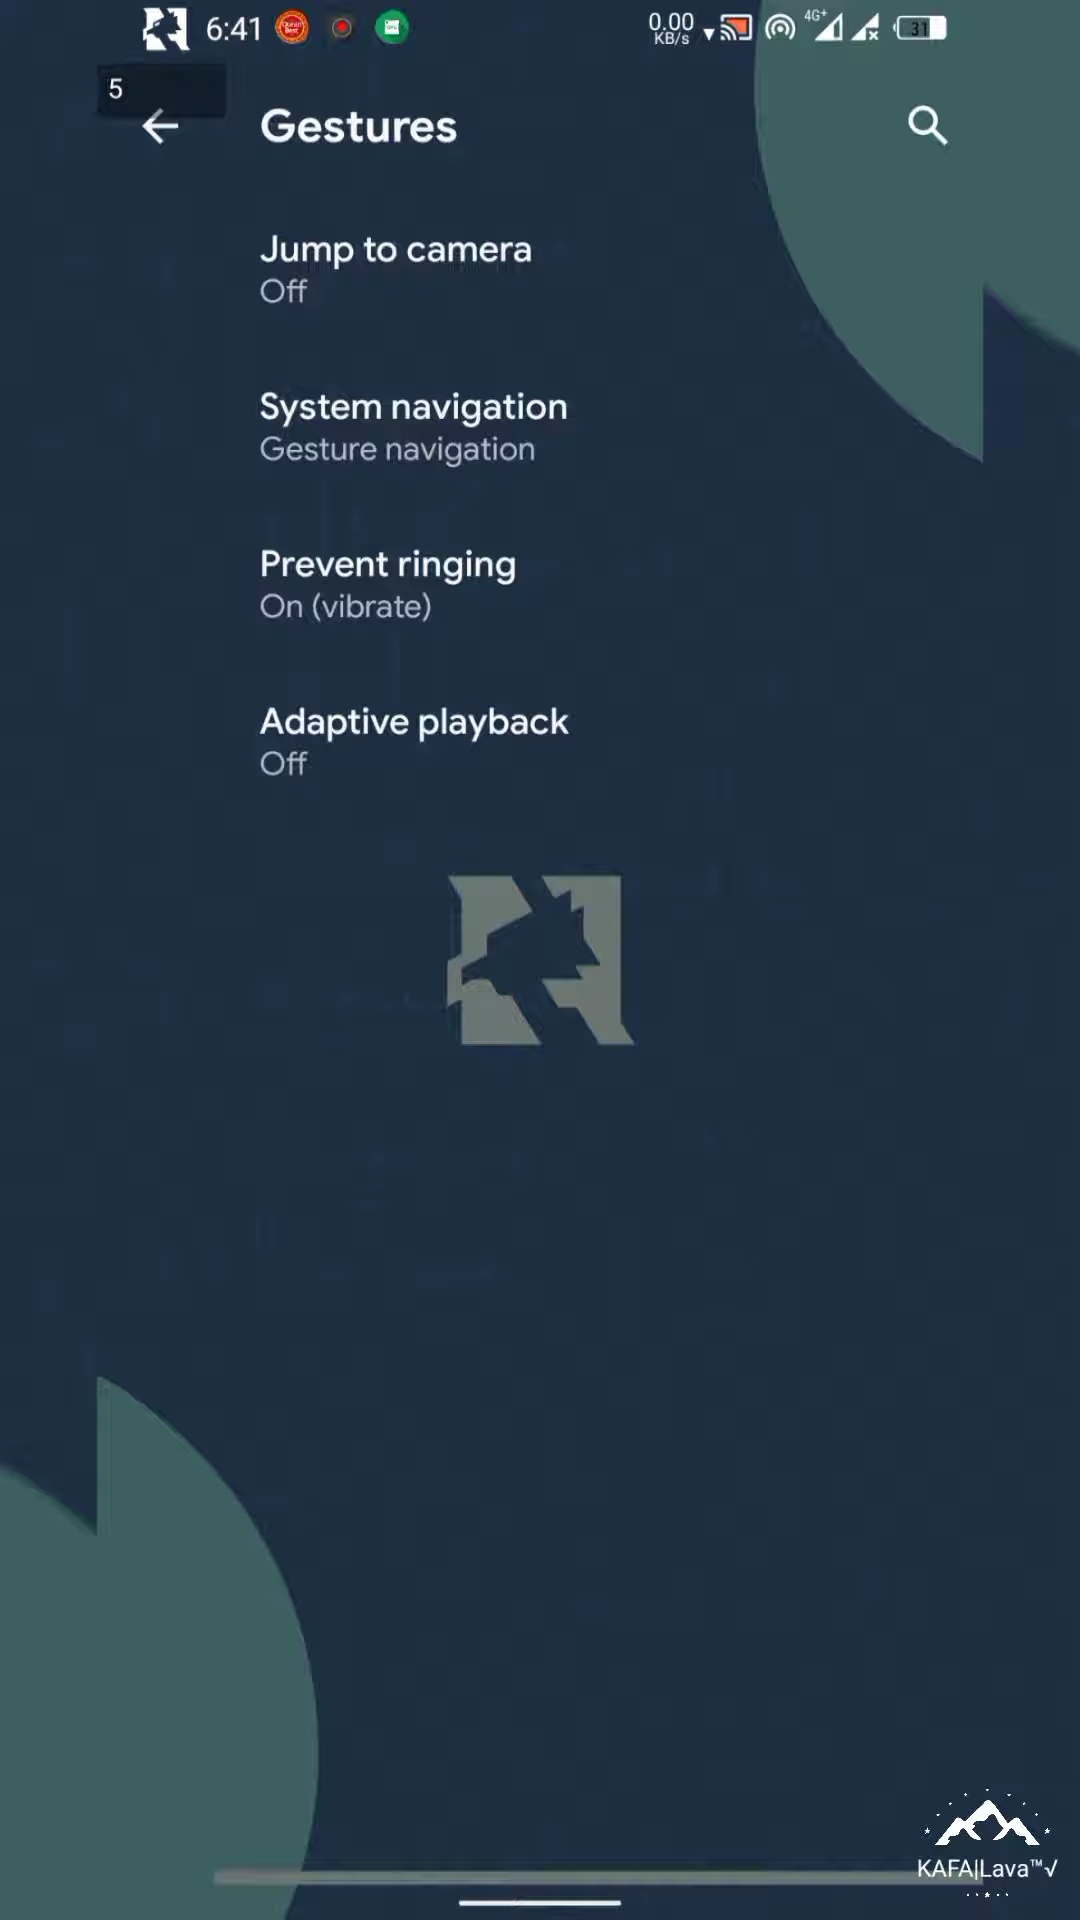 6:41
0.00
KB/s
4G+
31
5
Gestures
Jump to camera
Off
System navigation
Gesture navigation
Prevent ringing
On (vibrate)
Adaptive playback
Off
KAFA|Lava™√